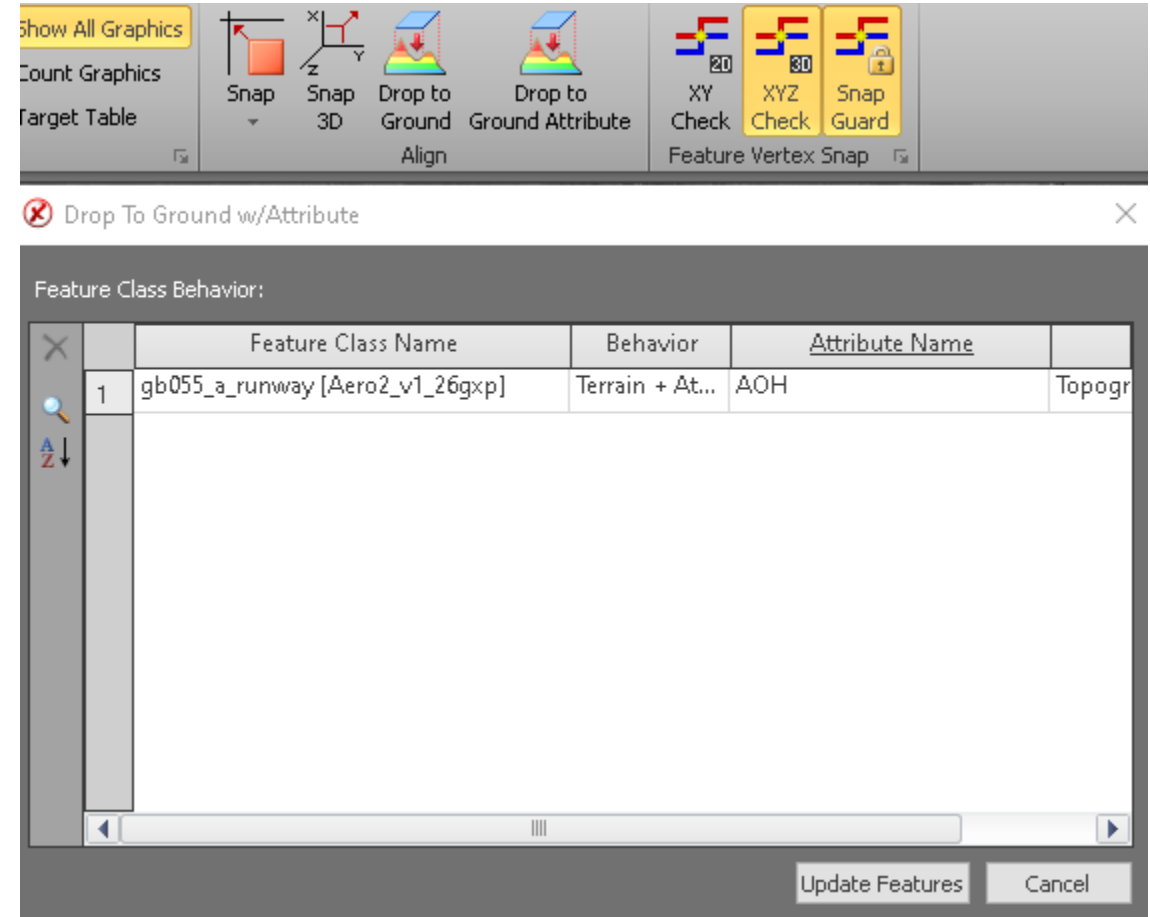 Show All Graphics
Count Graphics
Target Table
X
Y
Z
Snap
Snap
3D
Drop to
Ground
Drop to
Ground Attribute
Align
2D
XY
Check
3D
XYZ
Check
Snap
Guard
Feature Vertex Snap
Drop To Ground w/Attribute
Feature Class Behavior:
Feature Class Name Behavior Attribute Name
1 gb055_a_runway [Aero2_v1_26gxp] Terrain + At... AOH Topogr
A
Z
Update Features Cancel